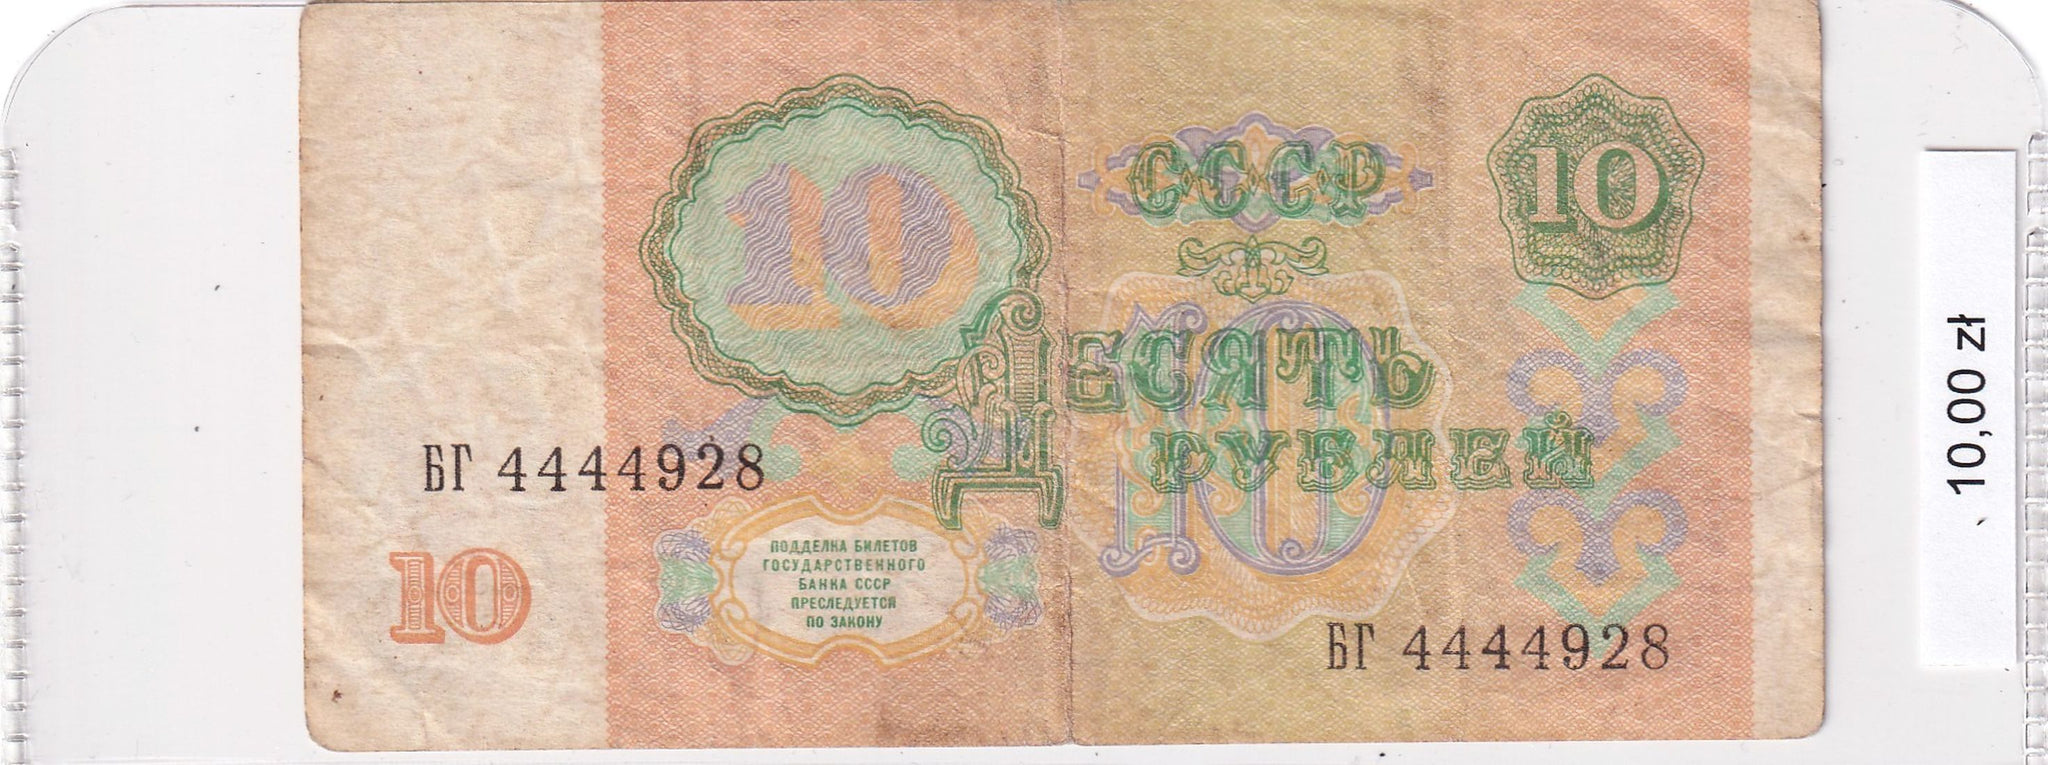 10
СССР
10
10
ДЕСЯТЬ
РУБЛЕЙ
БГ 4444928
10
ПОДДЕЛКА БИЛЕТОВ
ГОСУДАРСТВЕННОГО
БАНКА СССР
ПРЕСЛЕДУЕТСЯ
ПО ЗАКОНУ
БГ 4444928
10,00 zł